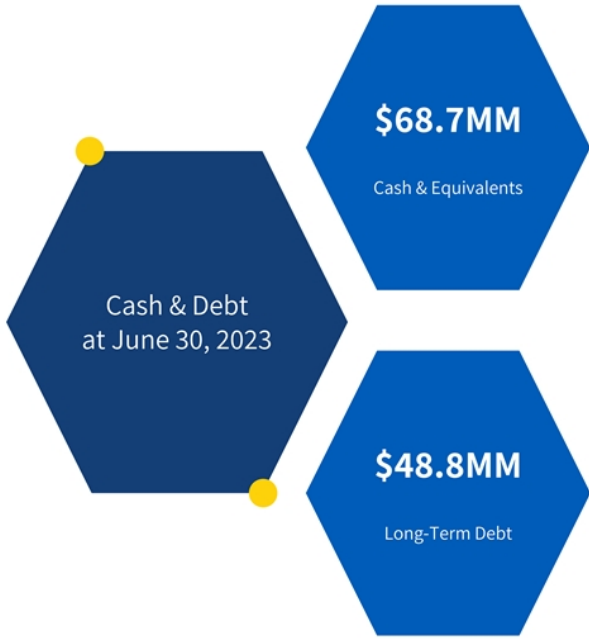 Cash & Debt
at June 30, 2023
$68.7MM
Cash & Equivalents
$48.8MM
Long-Term Debt